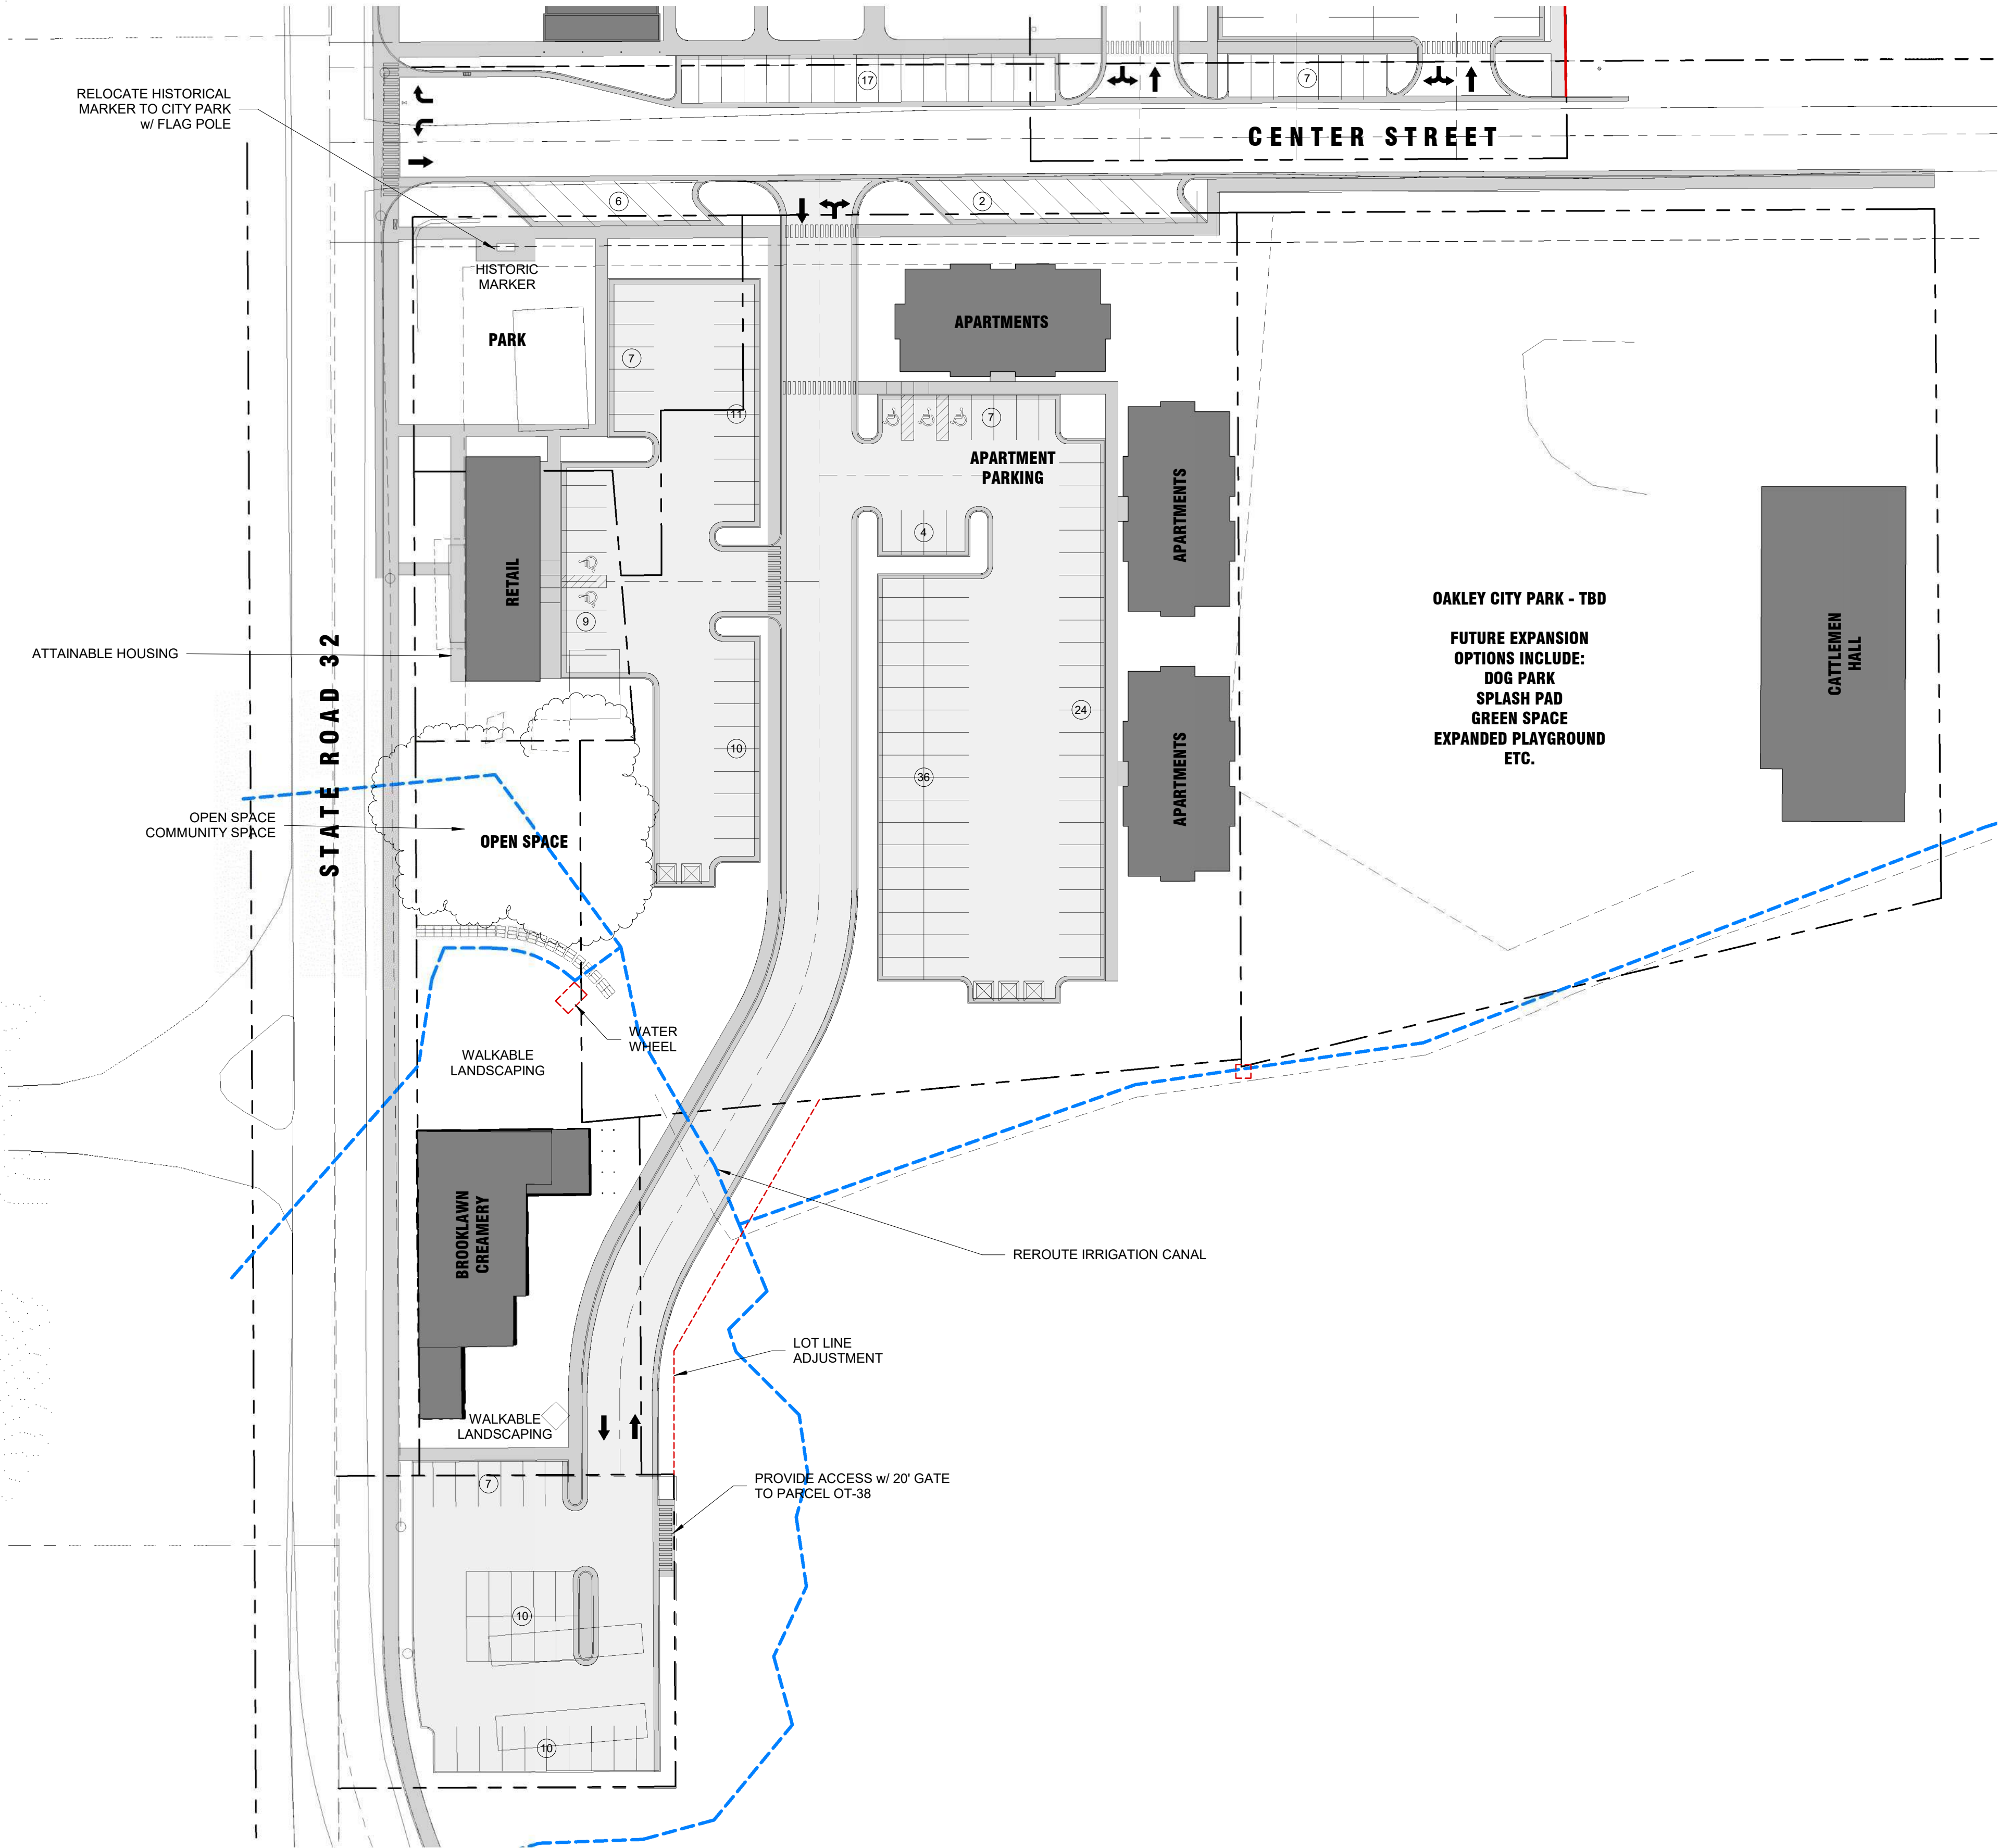 17
7
RELOCATE HISTORICAL
MARKER TO CITY PARK
w/ FLAG POLE
CENTER STREET
6
2
HISTORIC
MARKER
PARK
APARTMENTS
7
11
7
APARTMENT
PARKING
APARTMENTS
4
RETAIL
9
OAKLEY CITY PARK - TBD
FUTURE EXPANSION
OPTIONS INCLUDE:
DOG PARK
SPLASH PAD
GREEN SPACE
EXPANDED PLAYGROUND
ETC.
CATTLEMEN
HALL
ATTAINABLE HOUSING
STATE ROAD 32
24
10
36
APARTMENTS
OPEN SPACE
COMMUNITY SPACE
OPEN SPACE
WATER
WHEEL
WALKABLE
LANDSCAPING
BROOKLAWN
CREAMERY
REROUTE IRRIGATION CANAL
LOT LINE
ADJUSTMENT
WALKABLE
LANDSCAPING
7
PROVIDE ACCESS w/ 20' GATE
TO PARCEL OT-38
10
10